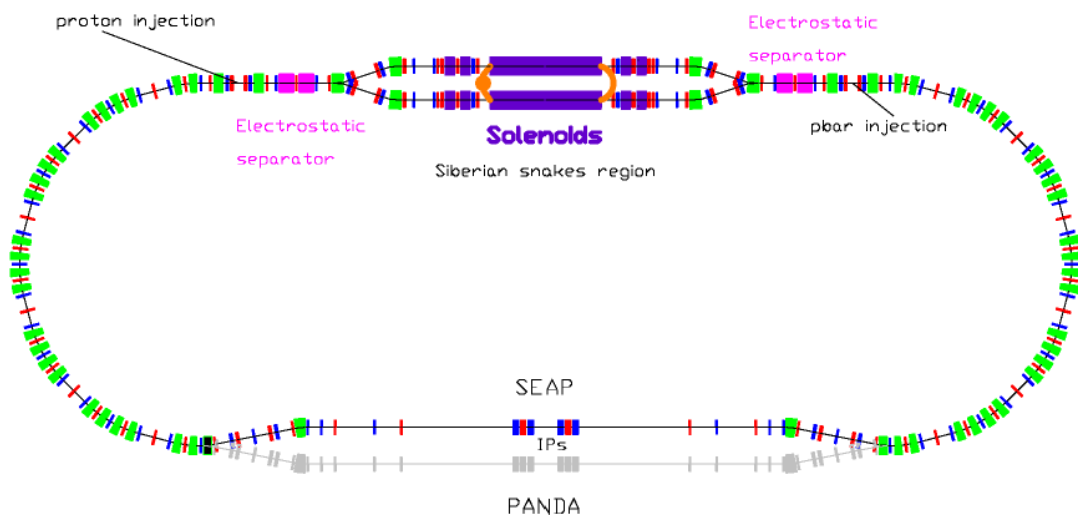 proton injection
Electrostatic
separator
Electrostatic
separator
Solenoids
pbar injection
Siberian snakes region
SEAP
IPs
PANDA